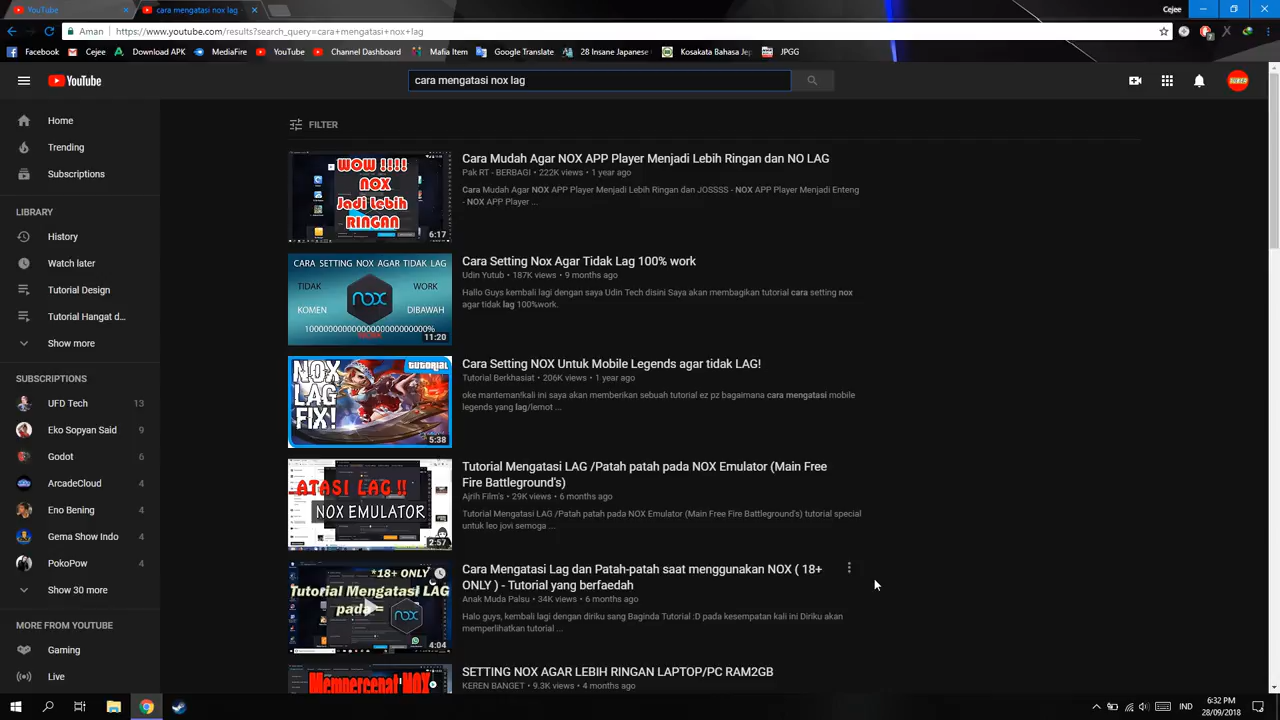 YouTube
cara mengatasi nox lag -
Cejee
Aman
https://www.youtube.com/results?search_query=cara+mengatasi+nox+lag
Facebook
Cejee
Download APK
MediaFire
YouTube
Channel Dashboard
Mafia Item
Google Translate
28 Insane Japanese
Kosakata Bahasa Jep
JPGG
YouTube
cara mengatasi nox lag
Home
Trending
Subscriptions
LIBRARY
History
Watch later
Tutorial Design
Tutorial Hangat d...
Show more
SUBSCRIPTIONS
UFD Tech 13
Eko Sopyan Said 9
Godot 6
ArcadeCloud 4
Eno Bening 4
Gema Show Indo 4
YokoPow 4
Show 30 more
MORE FROM YOUTUBE
Gaming
Live
FILTER
WOW !!!!
NOX
Jadi Lebih
RINGAN
6:17
Cara Mudah Agar NOX APP Player Menjadi Lebih Ringan dan NO LAG
Pak RT - BERBAGI • 222K views • 1 year ago
Cara Mudah Agar NOX APP Player Menjadi Lebih Ringan dan JOSSSS - NOX APP Player Menjadi Enteng
- NOX APP Player ...
CARA SETTING NOX AGAR TIDAK LAG
TIDAK
WORK
nox
KOMEN
DIBAWAH
11:20
Cara Setting Nox Agar Tidak Lag 100% work
Udin Yutub • 187K views • 9 months ago
Hallo Guys kembali lagi dengan saya Udin Tech disini Saya akan membagikan tutorial cara setting nox
agar tidak lag 100%work.
TUTORIAL
NOX
LAG
FIX!
5:38
Cara Setting NOX Untuk Mobile Legends agar tidak LAG!
Tutorial Berkhasiat • 206K views • 1 year ago
oke manteman!kali ini saya akan memberikan sebuah tutorial ez pz bagaimana cara mengatasi mobile
legends yang lag/lemot ...
ATASI LAG !!
NOX EMULATOR
2:57
Tutorial mengatasi LAG /Patah patah pada NOX Emulator (Main Free
Fire Battleground's)
Ajrih Film's • 29K views • 6 months ago
Tutorial Mengatasi LAG /Patah patah pada NOX Emulator (Main Free Fire Battleground's) tutorial special
untuk leo jovi semoga ...
*18+ ONLY
Tutorial Mengatasi LAG
pada =
nox
4:04
Cara Mengatasi Lag dan Patah-patah saat menggunakan NOX ( 18+
ONLY ) - Tutorial yang berfaedah
Anak Muda Palsu • 34K views • 6 months ago
Halo guys, kembali lagi dengan diriku sang Baginda Tutorial :D pada kesempatan kali ini Diriku akan
memperlihatkan tutorial ...
Mempercepat NOX
SETTING NOX AGAR LEBIH RINGAN LAPTOP/PC RAM2GB
KEREN BANGET • 9.3K views • 4 months ago
IND
6:32 PM
28/09/2018